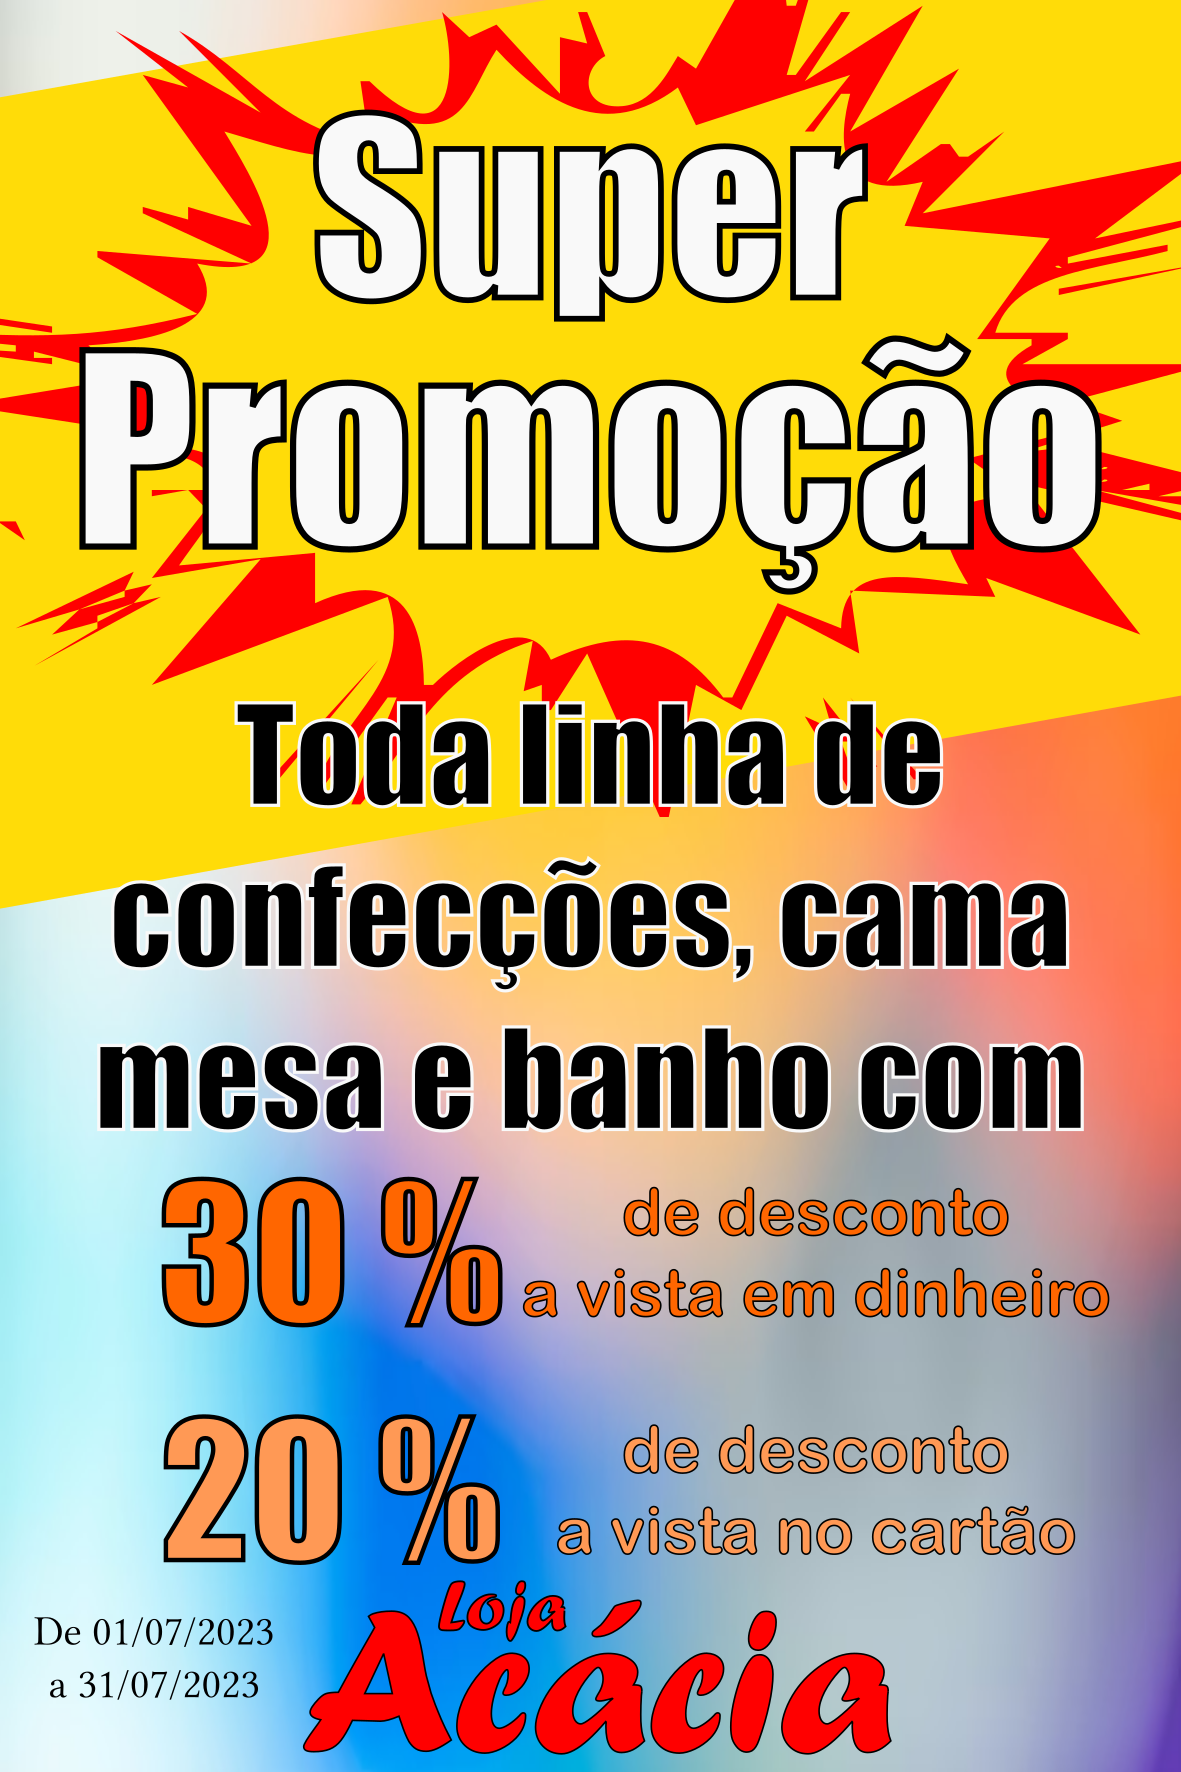 Super
Promoção
Toda linha de
confecções, cama
mesa e banho com
30 %
de desconto
a vista em dinheiro
20 %
de desconto
a vista no cartão
De 01/07/2023
a 31/07/2023
Loja
Acácia